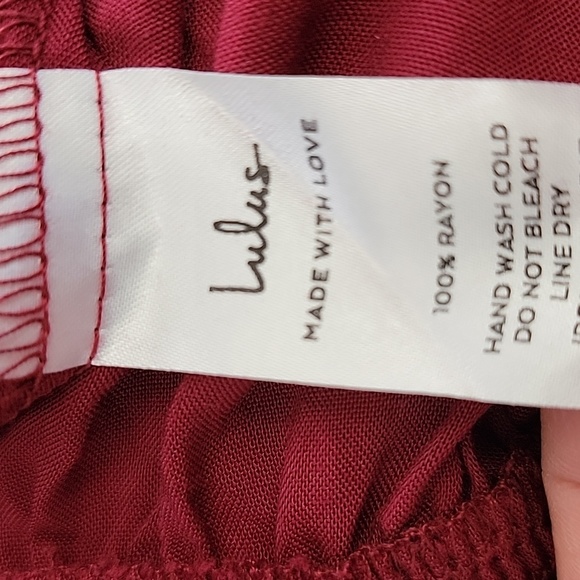 Lulus
MADE WITH LOVE
100% RAYON
HAND WASH COLD
DO NOT BLEACH
LINE DRY